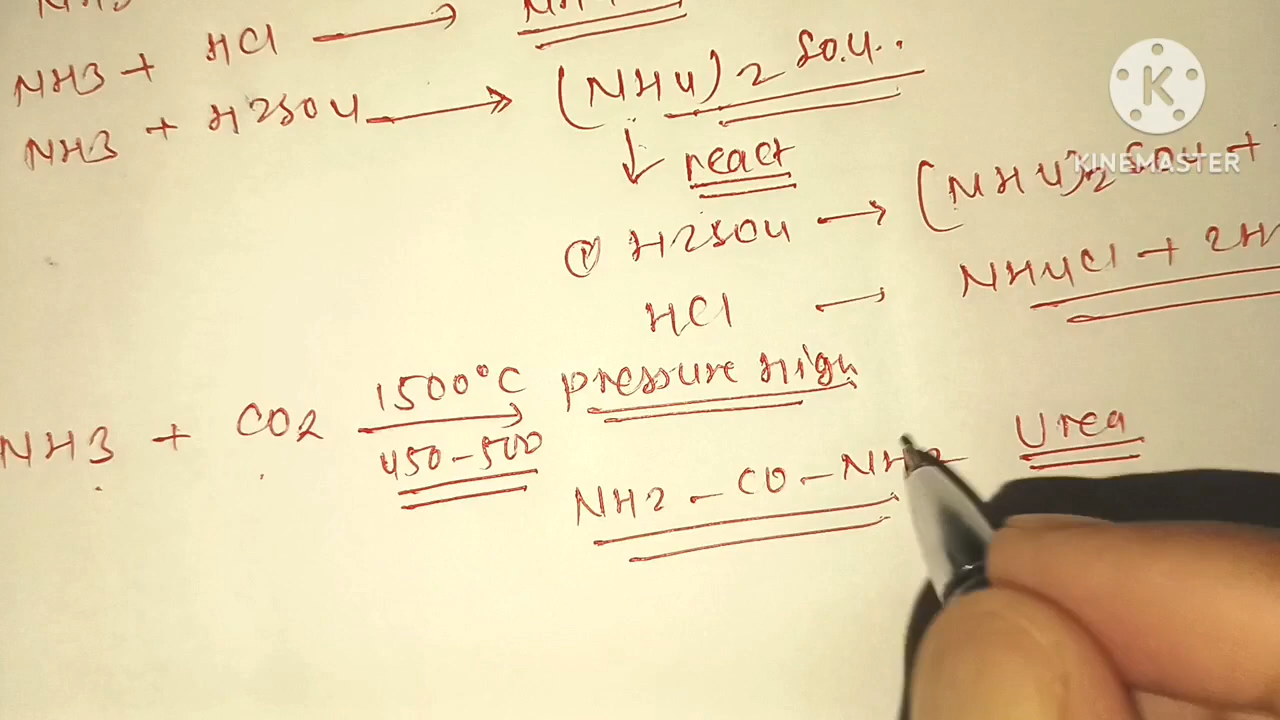 NH3 + HCl ⟶
NH3 + H2SO4 ⟶ (NH4)2 SO4..
↓ react
① H2SO4 ⟶ (NH4)2 SO4 +
HCl ⟶ NH4Cl + 2H
NH3 + CO2 1500°C pressure high
450-500
NH2 - CO - NH2 Urea
K
KINEMASTER